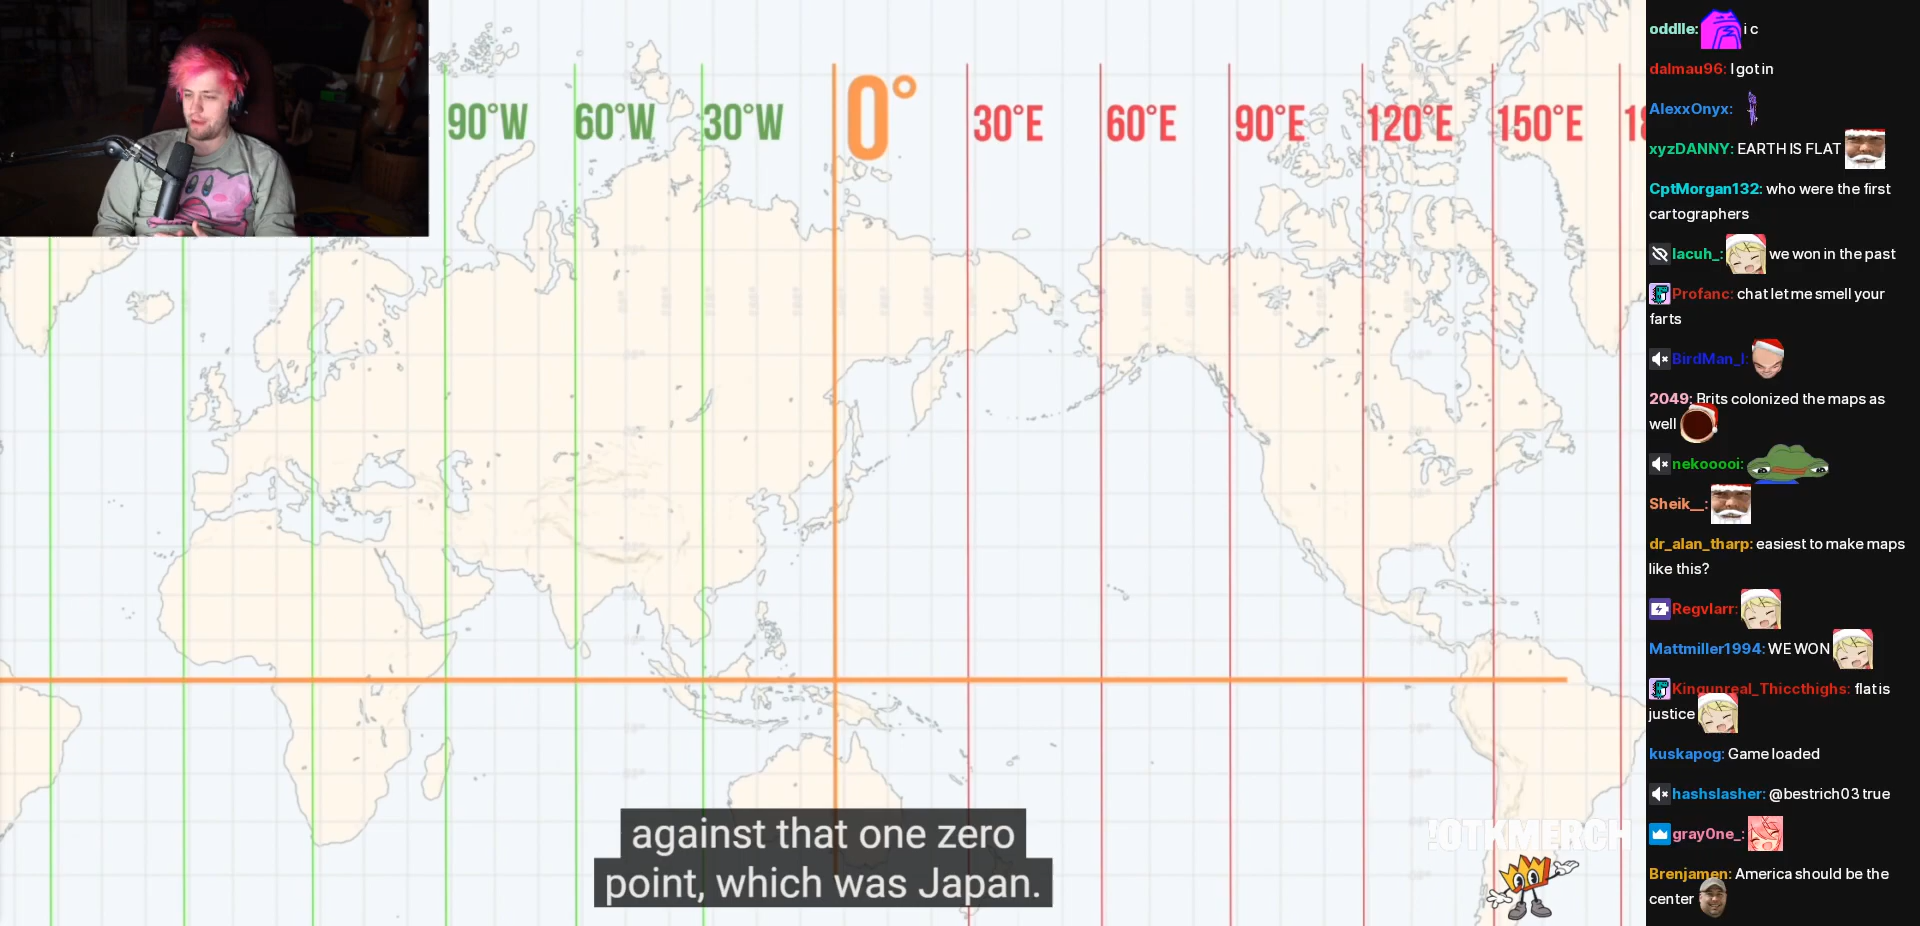 90°W
60°W
30°W
0°
30°E
60°E
90°E
120°E
150°E
against that one zero
point, which was Japan.
!OTKMERCH
oddlle: i c
dalmau96: I got in
AlexxOnyx:
xyzDANNY: EARTH IS FLAT
CptMorgan132: who were the first
cartographers
lacuh_: we won in the past
Profanc: chat let me smell your
farts
BirdMan_I:
2049: Brits colonized the maps as
well
nekooooi:
Sheik__:
dr_alan_tharp: easiest to make maps
like this?
Regvlarr:
Mattmiller1994: WE WON
Kingunreal_Thiccthighs: flat is
justice
kuskapog: Game loaded
hashslasher: @bestrich03 true
gray0ne_:
Brenjamen: America should be the
center